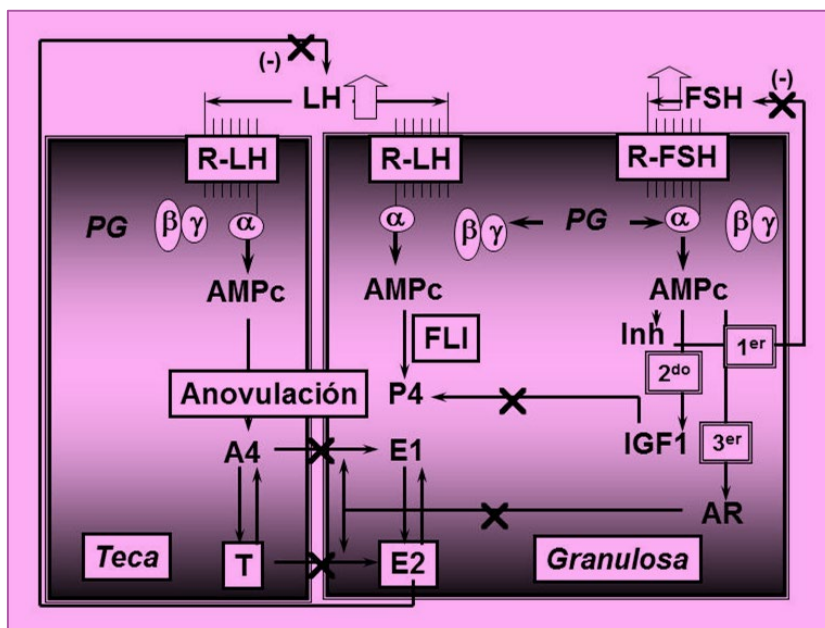 (-)
(-)
LH
FSH
R-LH
R-LH
R-FSH
PG
β γ
α
α
β γ
PG
α
β γ
AMPc
AMPc
AMPc
FLI
Inh
1er
2do
Anovulación
P4
IGF1
3er
A4
E1
AR
Teca
T
E2
Granulosa